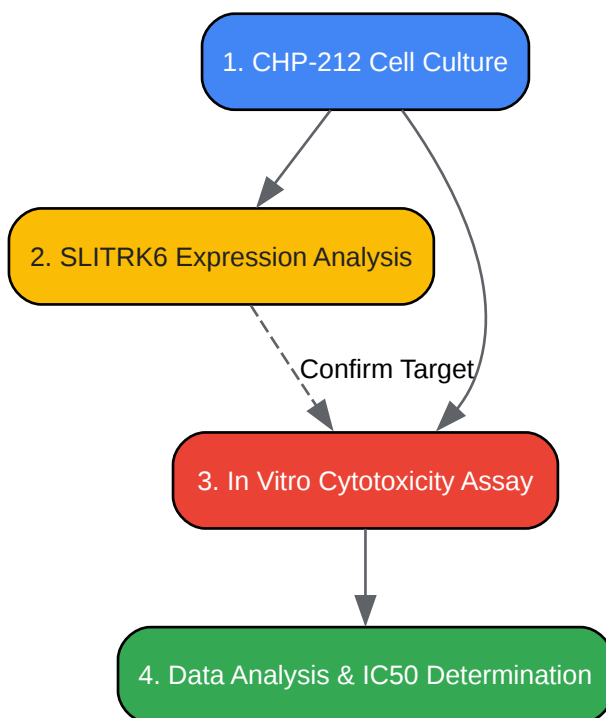 1. CHP-212 Cell Culture
2. SLITRK6 Expression Analysis
Confirm Target
3. In Vitro Cytotoxicity Assay
4. Data Analysis & IC50 Determination